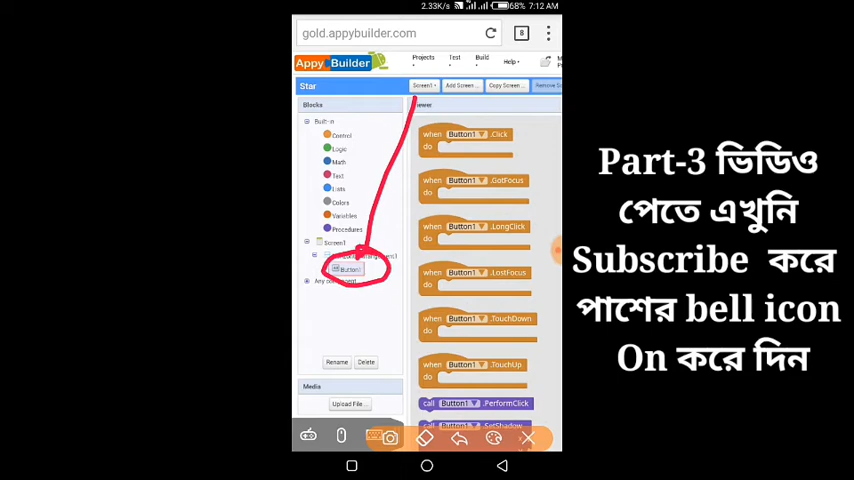 2.33K/s 68% 7:12 AM
gold.appybuilder.com
8
Appy Builder
Projects
Test
Build
Help
Star
Screen1
Add Screen ...
Copy Screen ...
Blocks
Built-in
Control
Logic
Math
Text
Lists
Colors
Variables
Procedures
Screen1
Button1
Rename
Delete
Media
Upload File...
when Button1 .Click
do
when Button1 .GotFocus
do
when Button1 .LongClick
do
when Button1 .LostFocus
do
when Button1 .TouchDown
do
when Button1 .TouchUp
do
call Button1 .PerformClick
call Button1 .SetShadow
Part-3 ভিডিও
পেতে এখুনি
Subscribe করে
পাশের bell icon
On করে দিন